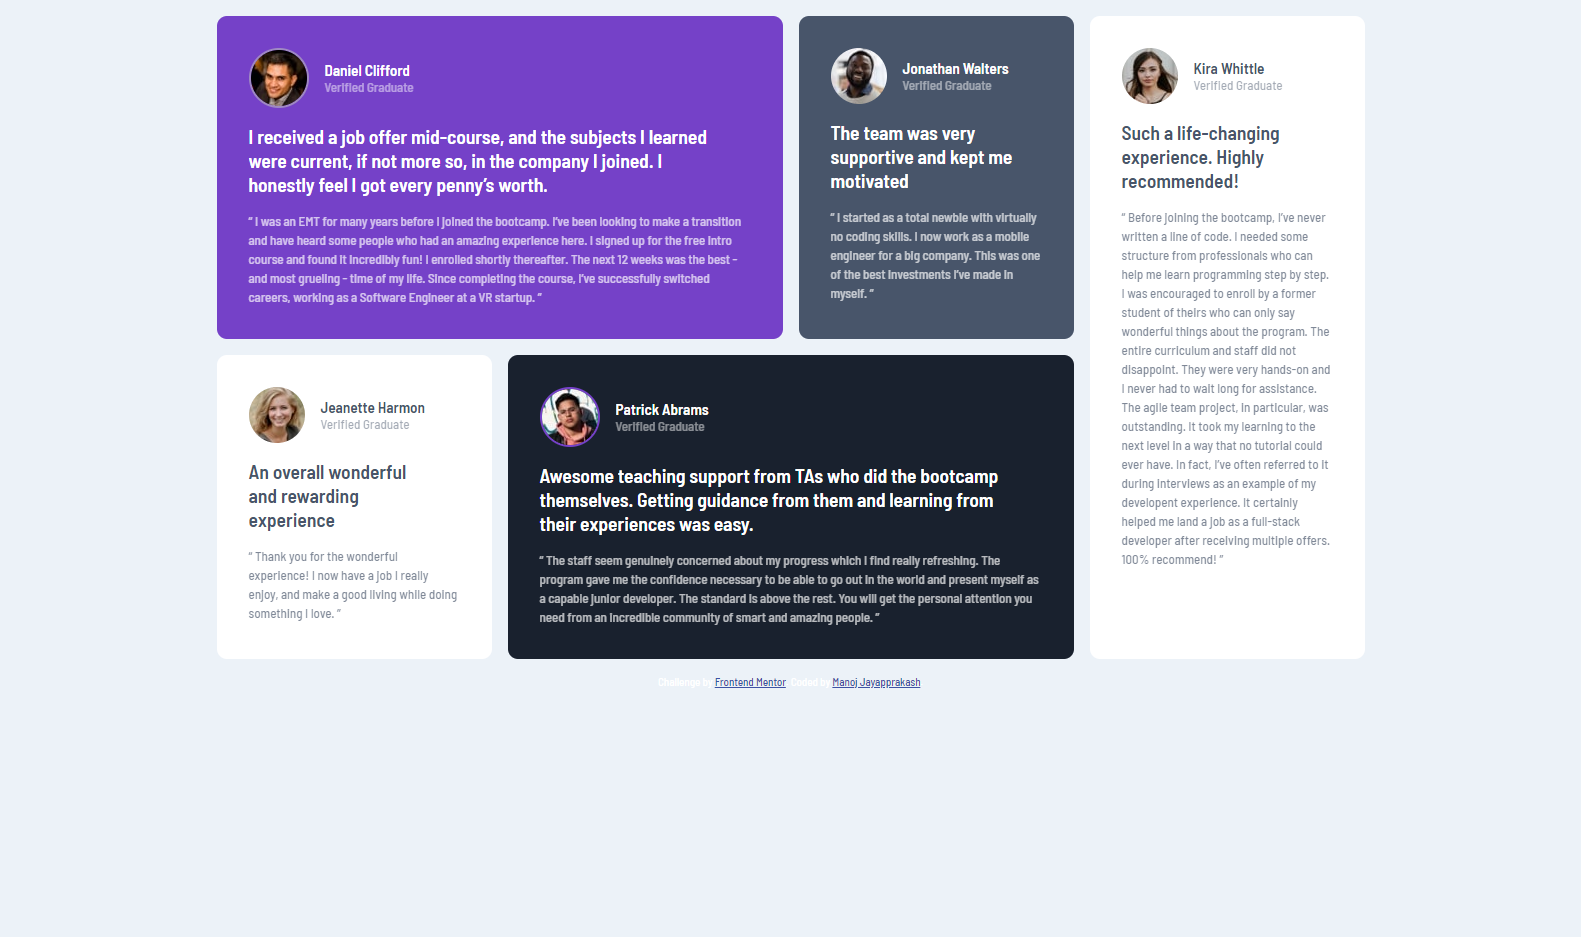 Daniel Clifford
Verified Graduate
I received a job offer mid-course, and the subjects I learned
were current, if not more so, in the company I joined. I
honestly feel I got every penny’s worth.
“ I was an EMT for many years before I joined the bootcamp. I’ve been looking to make a transition
and have heard some people who had an amazing experience here. I signed up for the free intro
course and found it incredibly fun! I enrolled shortly thereafter. The next 12 weeks was the best -
and most grueling - time of my life. Since completing the course, I’ve successfully switched
careers, working as a Software Engineer at a VR startup. ”
Jonathan Walters
Verified Graduate
The team was very
supportive and kept me
motivated
“ I started as a total newbie with virtually
no coding skills. I now work as a mobile
engineer for a big company. This was one
of the best investments I’ve made in
myself. ”
Kira Whittle
Verified Graduate
Such a life-changing
experience. Highly
recommended!
“ Before joining the bootcamp, I’ve never
written a line of code. I needed some
structure from professionals who can
help me learn programming step by step.
I was encouraged to enroll by a former
student of theirs who can only say
wonderful things about the program. The
entire curriculum and staff did not
disappoint. They were very hands-on and
I never had to wait long for assistance.
The agile team project, in particular, was
outstanding. It took my learning to the
next level in a way that no tutorial could
ever have. In fact, I’ve often referred to it
during interviews as an example of my
developent experience. It certainly
helped me land a job as a full-stack
developer after receiving multiple offers.
100% recommend! ”
Jeanette Harmon
Verified Graduate
An overall wonderful
and rewarding
experience
“ Thank you for the wonderful
experience! I now have a job I really
enjoy, and make a good living while doing
something I love. ”
Patrick Abrams
Verified Graduate
Awesome teaching support from TAs who did the bootcamp
themselves. Getting guidance from them and learning from
their experiences was easy.
“ The staff seem genuinely concerned about my progress which I find really refreshing. The
program gave me the confidence necessary to be able to go out in the world and present myself as
a capable junior developer. The standard is above the rest. You will get the personal attention you
need from an incredible community of smart and amazing people. ”
Challenge by Frontend Mentor. Coded by Manoj Jayapprakash.